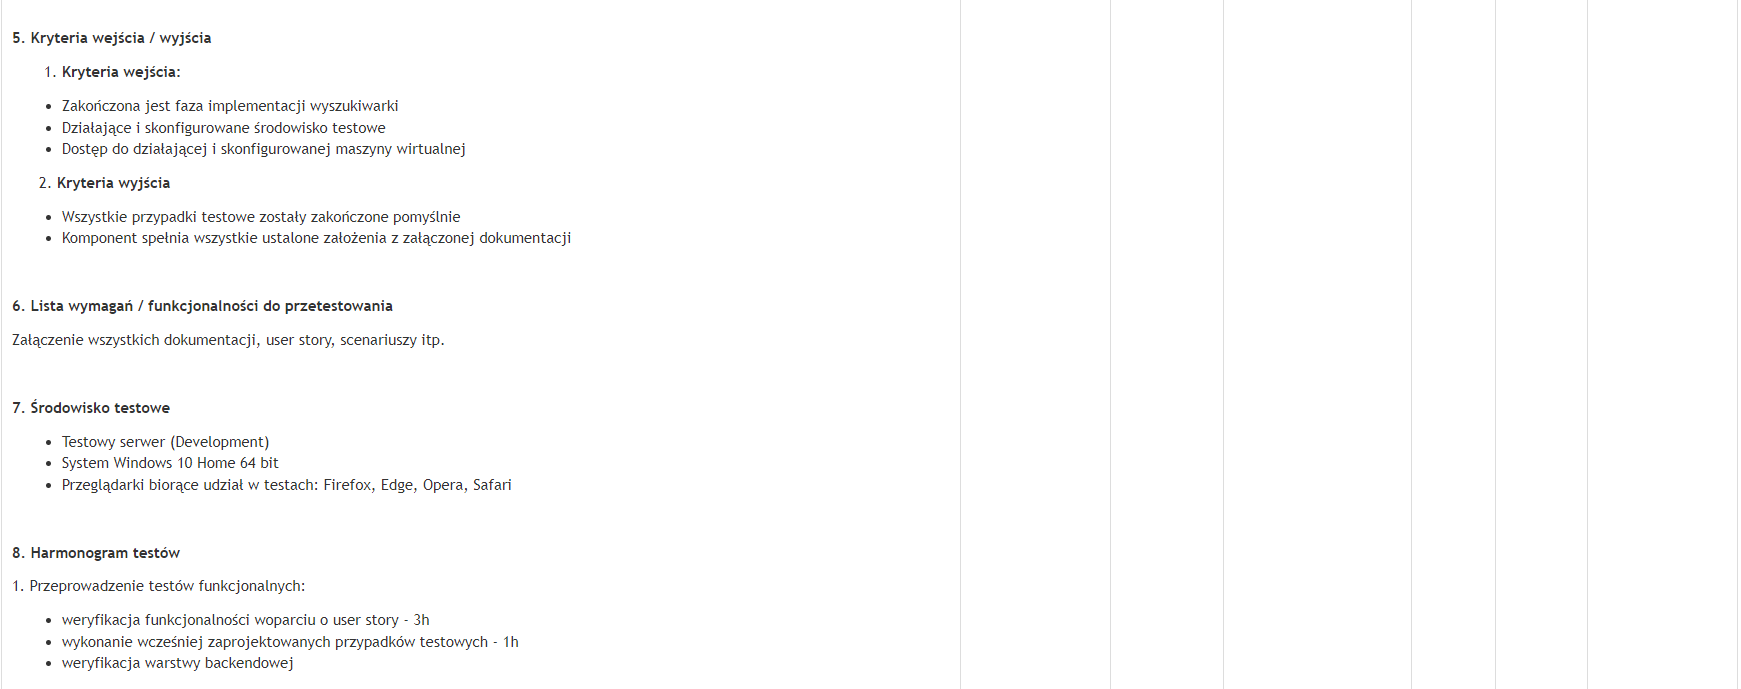 5. Kryteria wejścia / wyjścia
1. Kryteria wejścia:
• Zakończona jest faza implementacji wyszukiwarki
• Działające i skonfigurowane środowisko testowe
• Dostęp do działającej i skonfigurowanej maszyny wirtualnej
2. Kryteria wyjścia
• Wszystkie przypadki testowe zostały zakończone pomyślnie
• Komponent spełnia wszystkie ustalone założenia z załączonej dokumentacji
6. Lista wymagań / funkcjonalności do przetestowania
Załączenie wszystkich dokumentacji, user story, scenariuszy itp.
7. Środowisko testowe
• Testowy serwer (Development)
• System Windows 10 Home 64 bit
• Przeglądarki biorące udział w testach: Firefox, Edge, Opera, Safari
8. Harmonogram testów
1. Przeprowadzenie testów funkcjonalnych:
• weryfikacja funkcjonalności woparciu o user story - 3h
• wykonanie wcześniej zaprojektowanych przypadków testowych - 1h
• weryfikacja warstwy backendowej